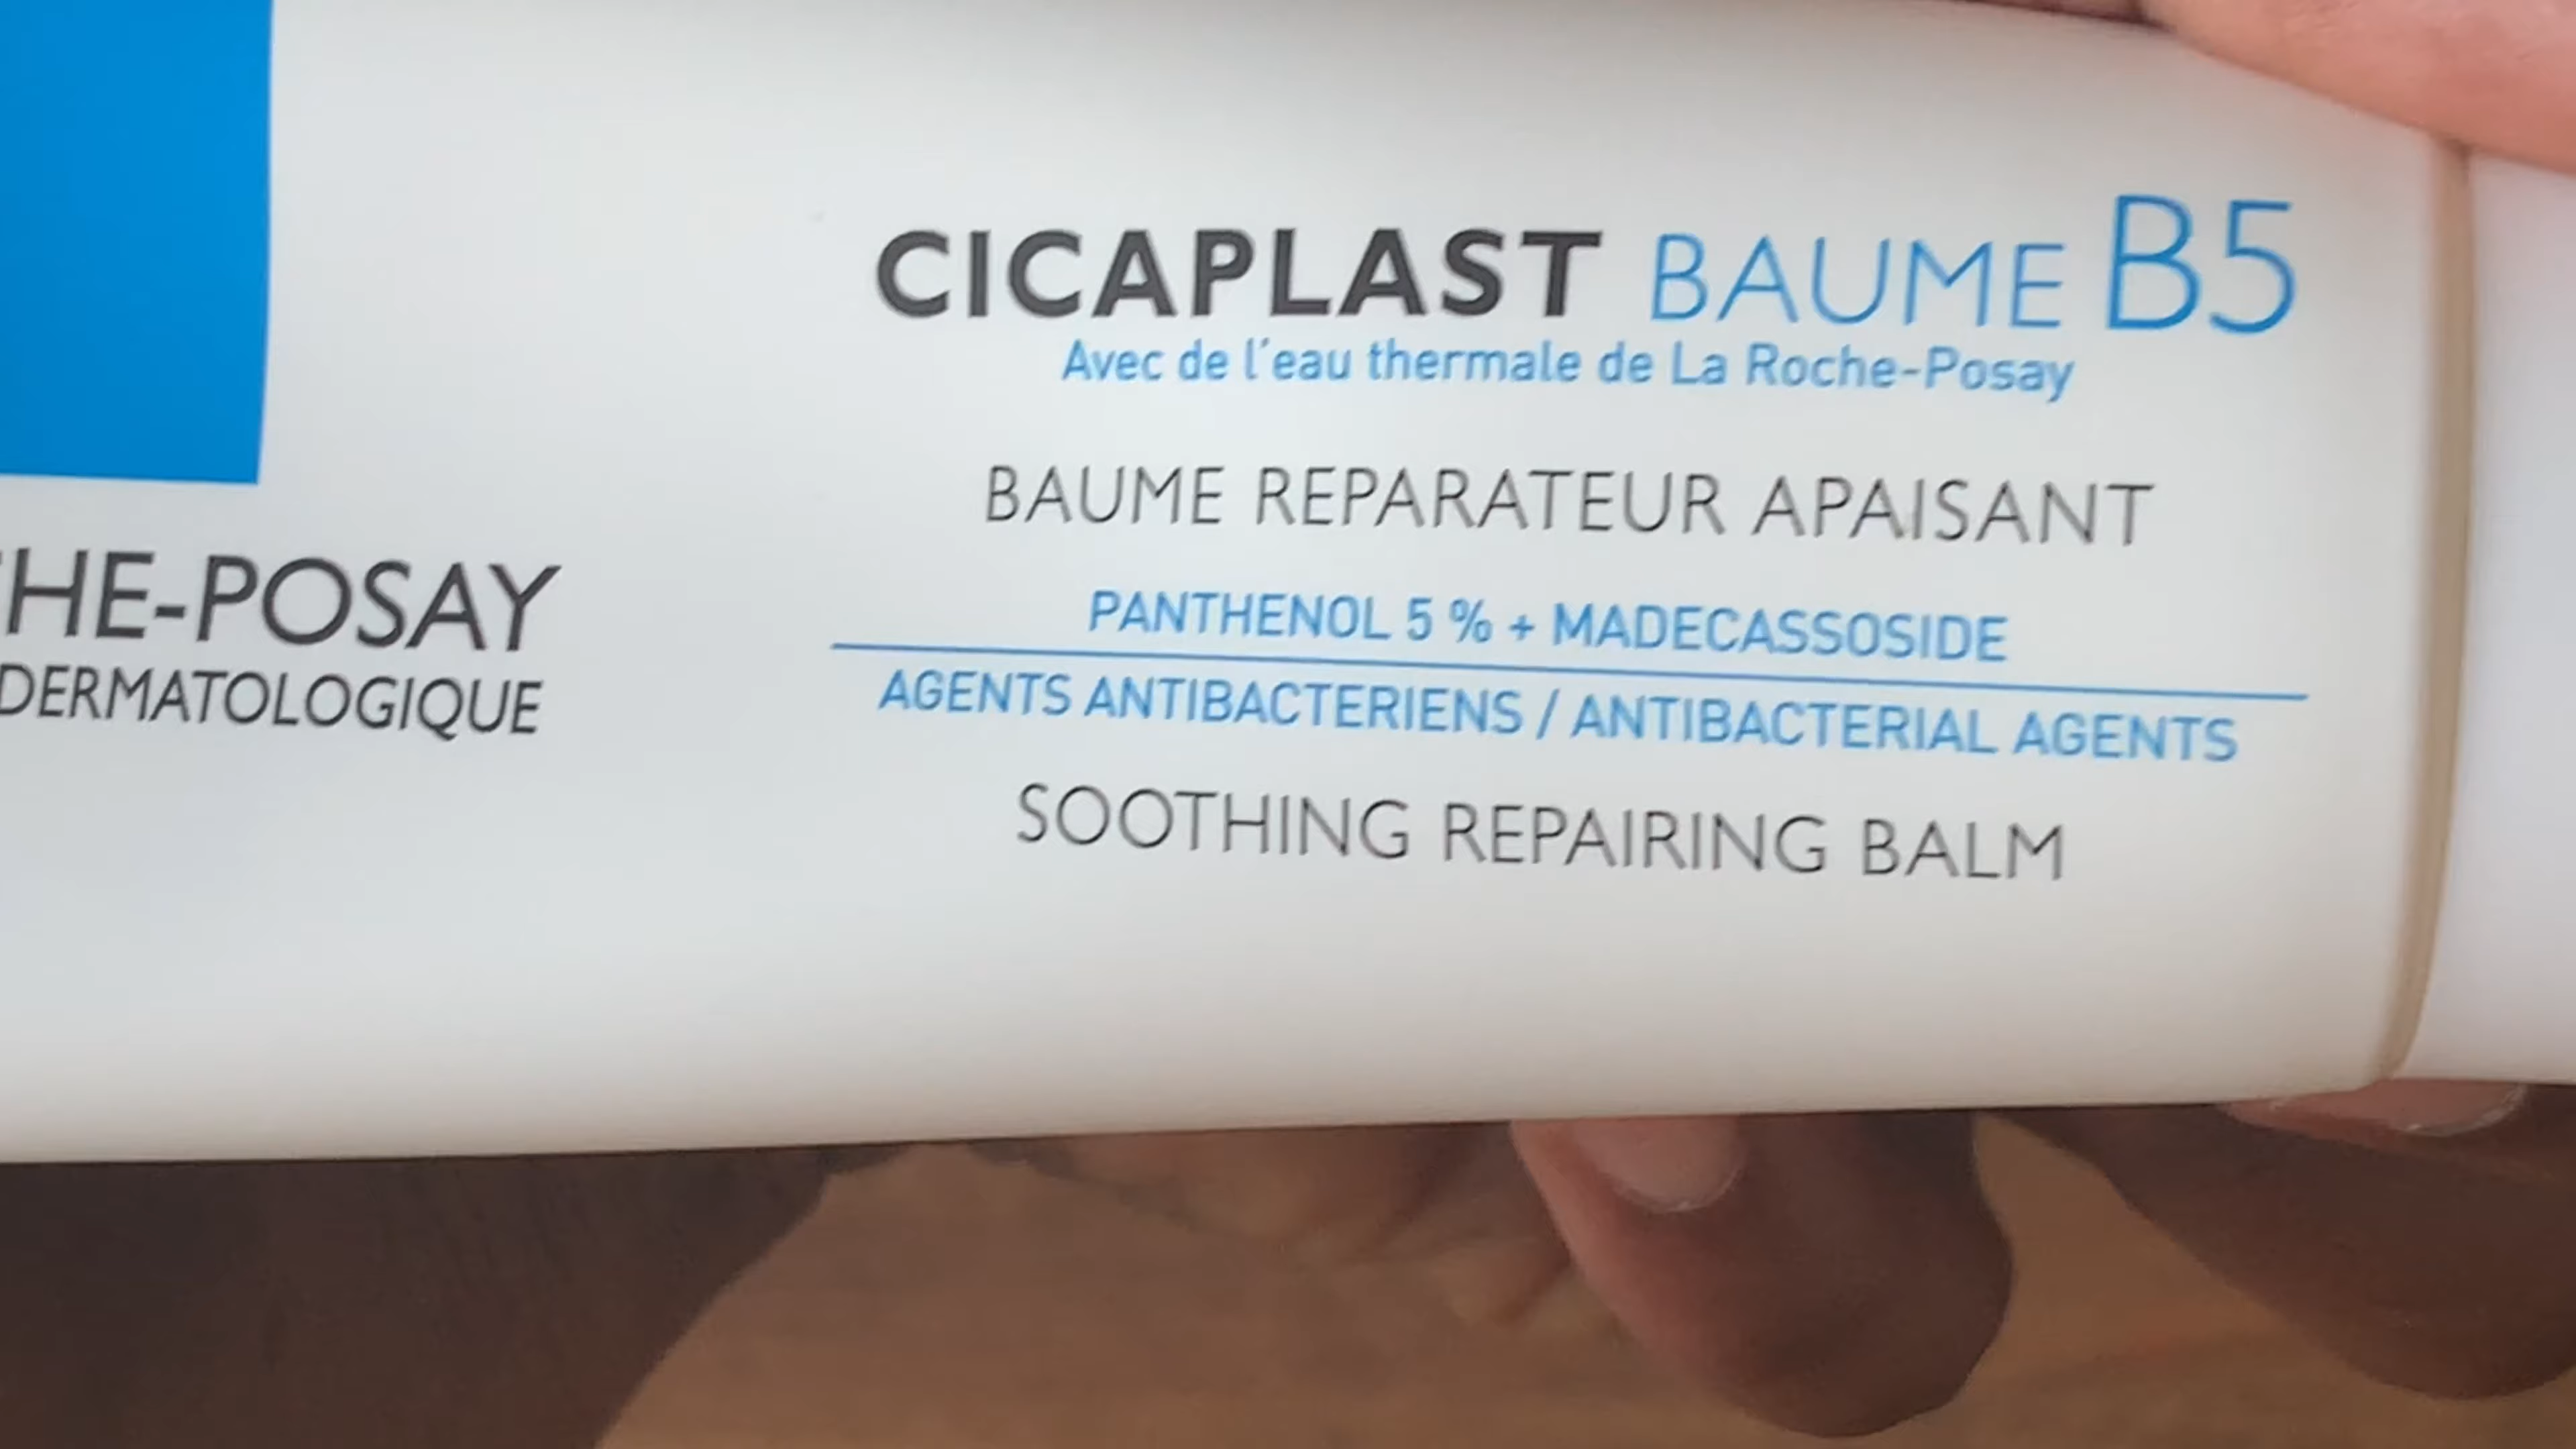 HE-POSAY
DERMATOLOGIQUE
CICAPLAST BAUME B5
Avec de l'eau thermale de La Roche-Posay
BAUME REPARATEUR APAISANT
PANTHENOL 5 % + MADECASSOSIDE
AGENTS ANTIBACTERIENS / ANTIBACTERIAL AGENTS
SOOTHING REPAIRING BALM